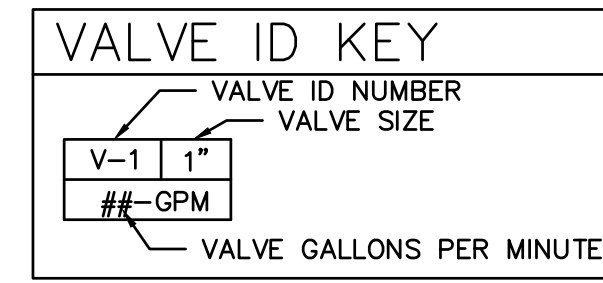 VALVE ID KEY
VALVE ID NUMBER
VALVE SIZE
V-1 1"
##-GPM
VALVE GALLONS PER MINUTE